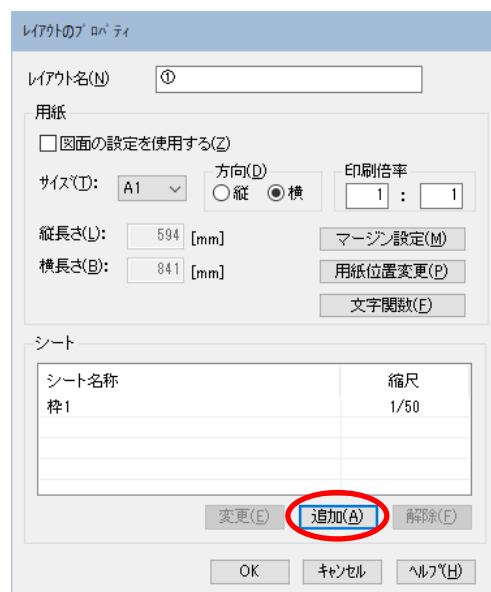 ﾚｲｱｳﾄのﾌﾟﾛﾊﾟﾃｨ
ﾚｲｱｳﾄ名(N) ①
用紙
図面の設定を使用する(Z)
ｻｲｽﾞ(T): A1 方向(D) 縦 横 印刷倍率 1 : 1
縦長さ(L): 594 [mm] マージン設定(M)
横長さ(B): 841 [mm] 用紙位置変更(P)
文字関数(F)
シート
シート名称 縮尺
枠1 1/50
変更(E) 追加(A) 解除(F)
OK ｷｬﾝｾﾙ ﾍﾙﾌﾟ(H)